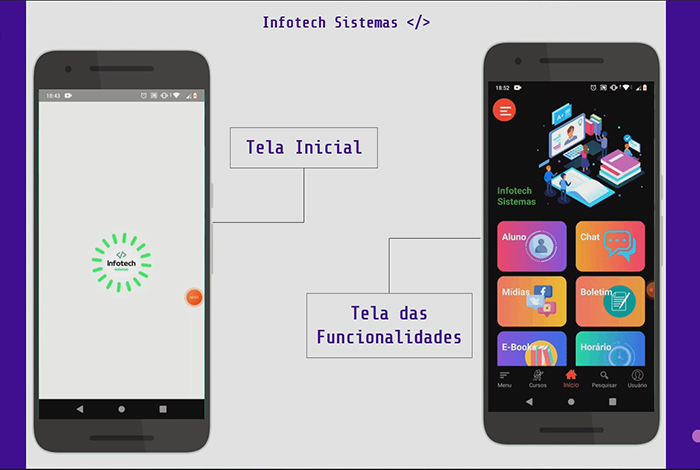 Infotech Sistemas </>
18:43
</>
Infotech
Tela Inicial
Tela das
Funcionalidades
18:52
Infotech
Sistemas
Aluno
Chat
Mídias
Boletim
E-Book
Horário
Menu
Cursos
Início
Pesquisar
Usuário